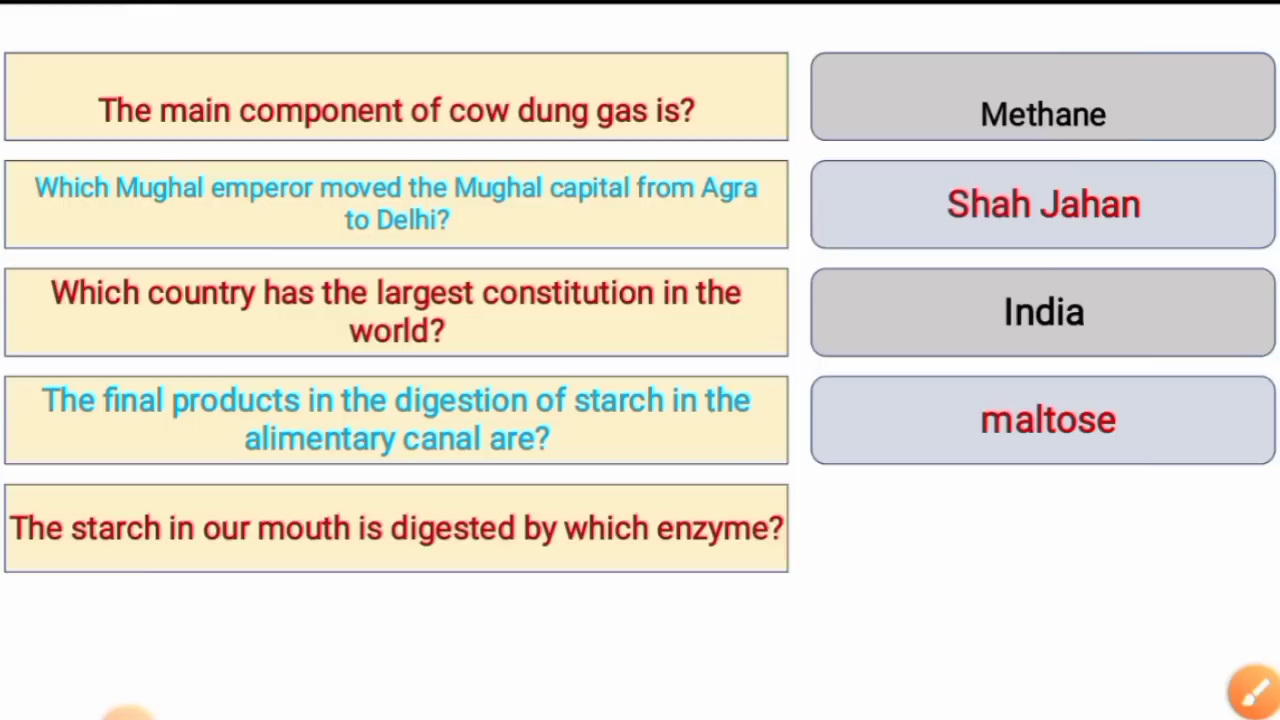 The main component of cow dung gas is?
Methane
Which Mughal emperor moved the Mughal capital from Agra
to Delhi?
Shah Jahan
Which country has the largest constitution in the
world?
India
The final products in the digestion of starch in the
alimentary canal are?
maltose
The starch in our mouth is digested by which enzyme?